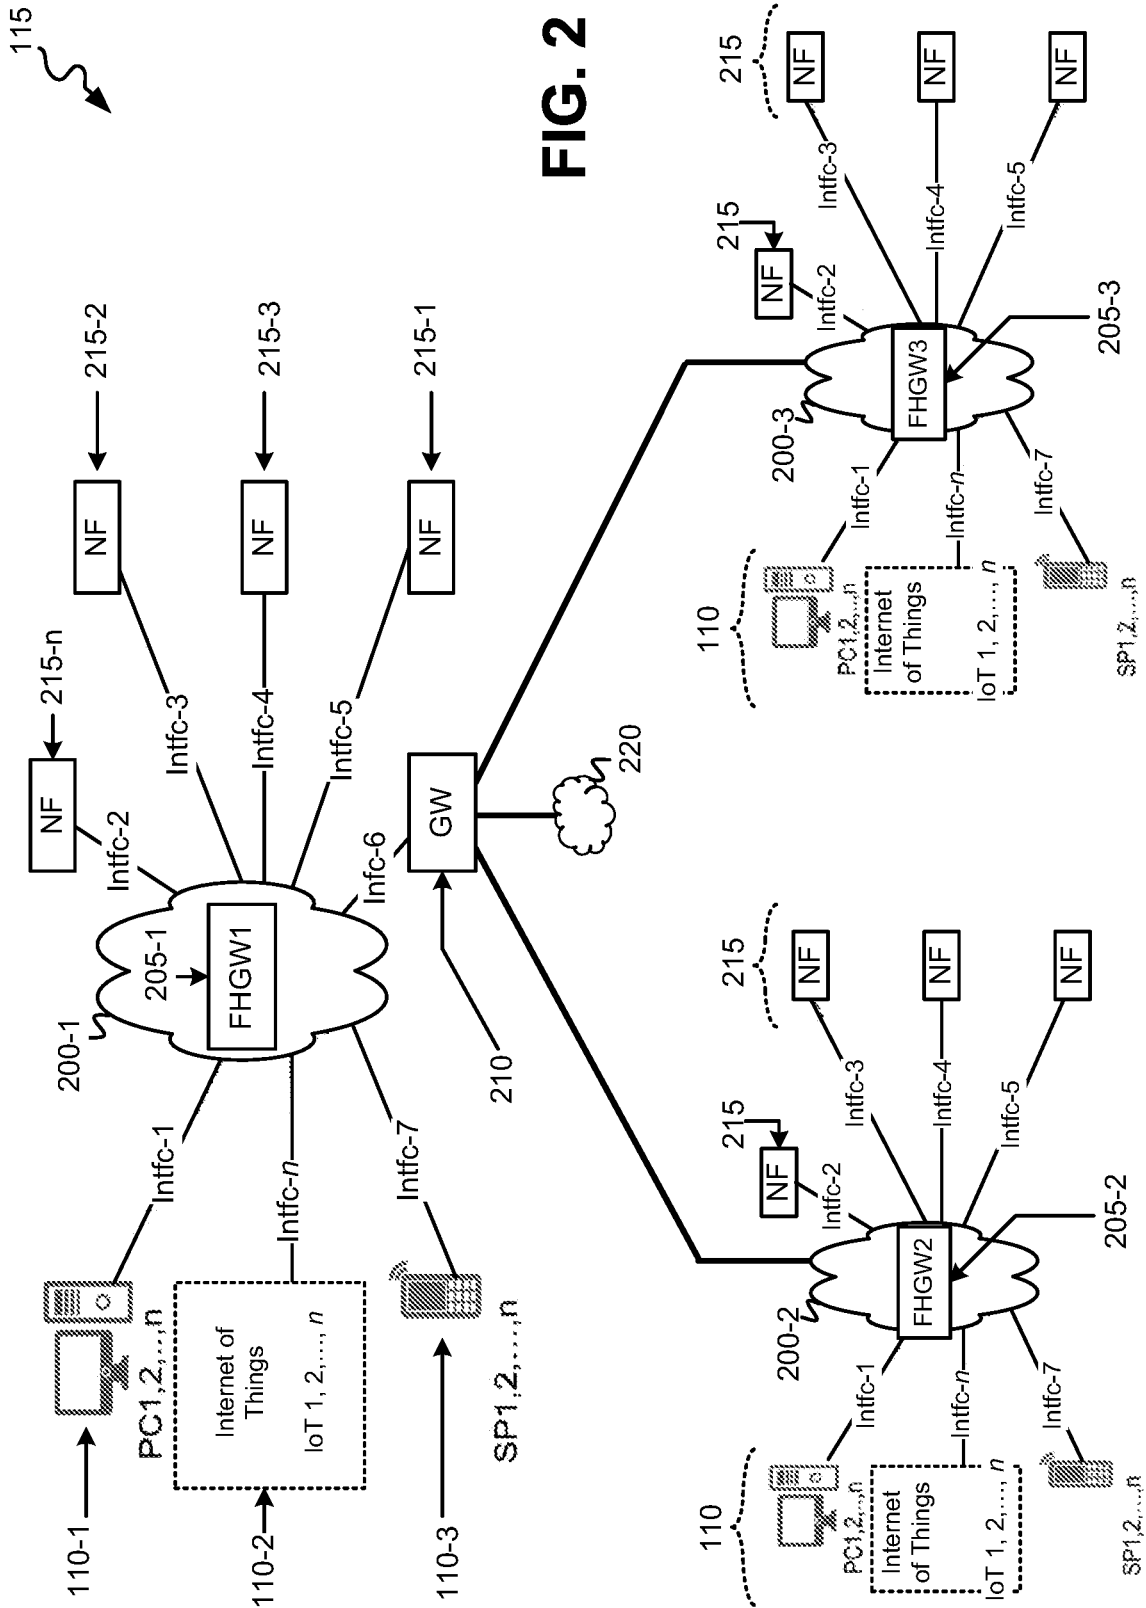 115
FIG. 2
215-n
NF
215-2
NF
215-3
NF
215-1
NF
Intfc-2
Intfc-3
Intfc-4
Intfc-5
Infc-6
200-1
205-1
FHGW1
Intfc-1
Intfc-n
Intfc-7
110-1
PC1,2,..,n
110-2
Internet of
Things
IoT 1, 2,..., n
110-3
SP1,2,...,n
GW
210
220
110
PC1,2,...,n
Internet
of Things
IoT 1, 2,..., n
SP1,2,...,n
Intfc-1
Intfc-n
Intfc-7
200-2
FHGW2
205-2
Intfc-2
Intfc-3
Intfc-4
Intfc-5
215
NF
215
NF
NF
NF
110
PC1,2,...,n
Internet
of Things
IoT 1, 2,..., n
SP1,2,...,n
Intfc-1
Intfc-n
Intfc-7
200-3
FHGW3
205-3
Intfc-2
Intfc-3
Intfc-4
Intfc-5
215
NF
215
NF
NF
NF